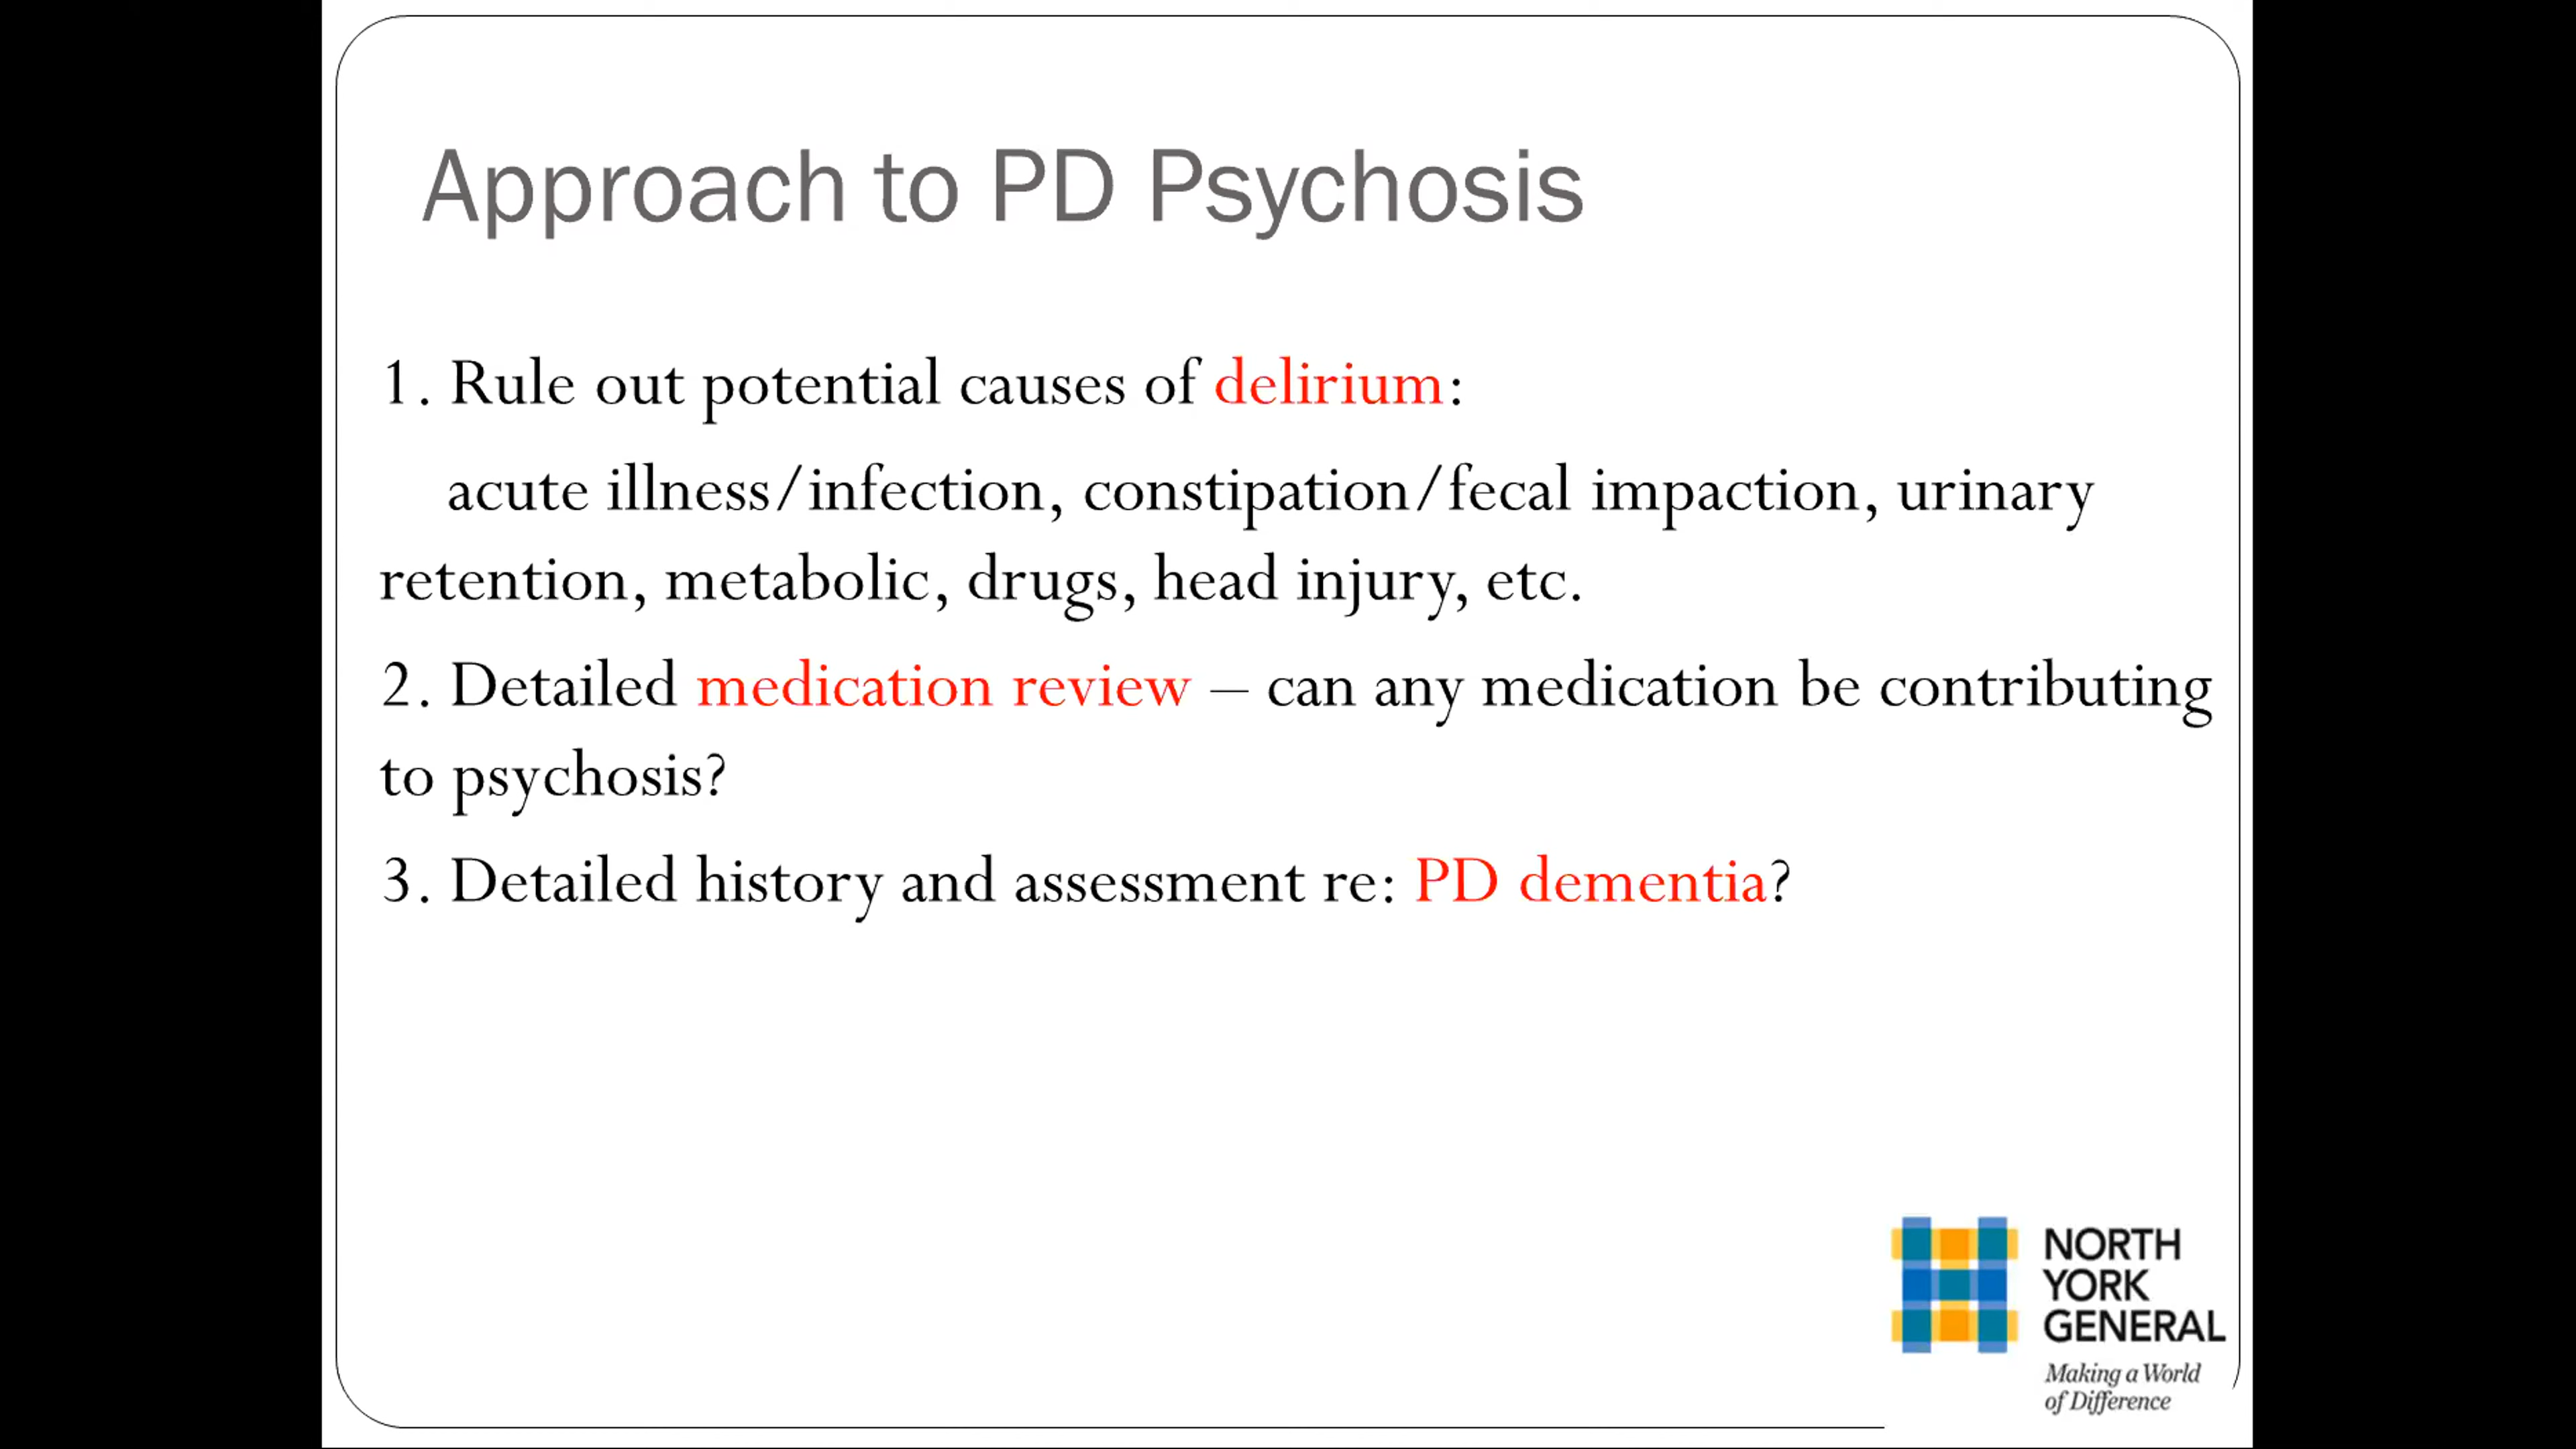 Approach to PD Psychosis
1. Rule out potential causes of delirium:
acute illness/infection, constipation/fecal impaction, urinary
retention, metabolic, drugs, head injury, etc.
2. Detailed medication review – can any medication be contributing
to psychosis?
3. Detailed history and assessment re: PD dementia?
NORTH
YORK
GENERAL
Making a World
of Difference